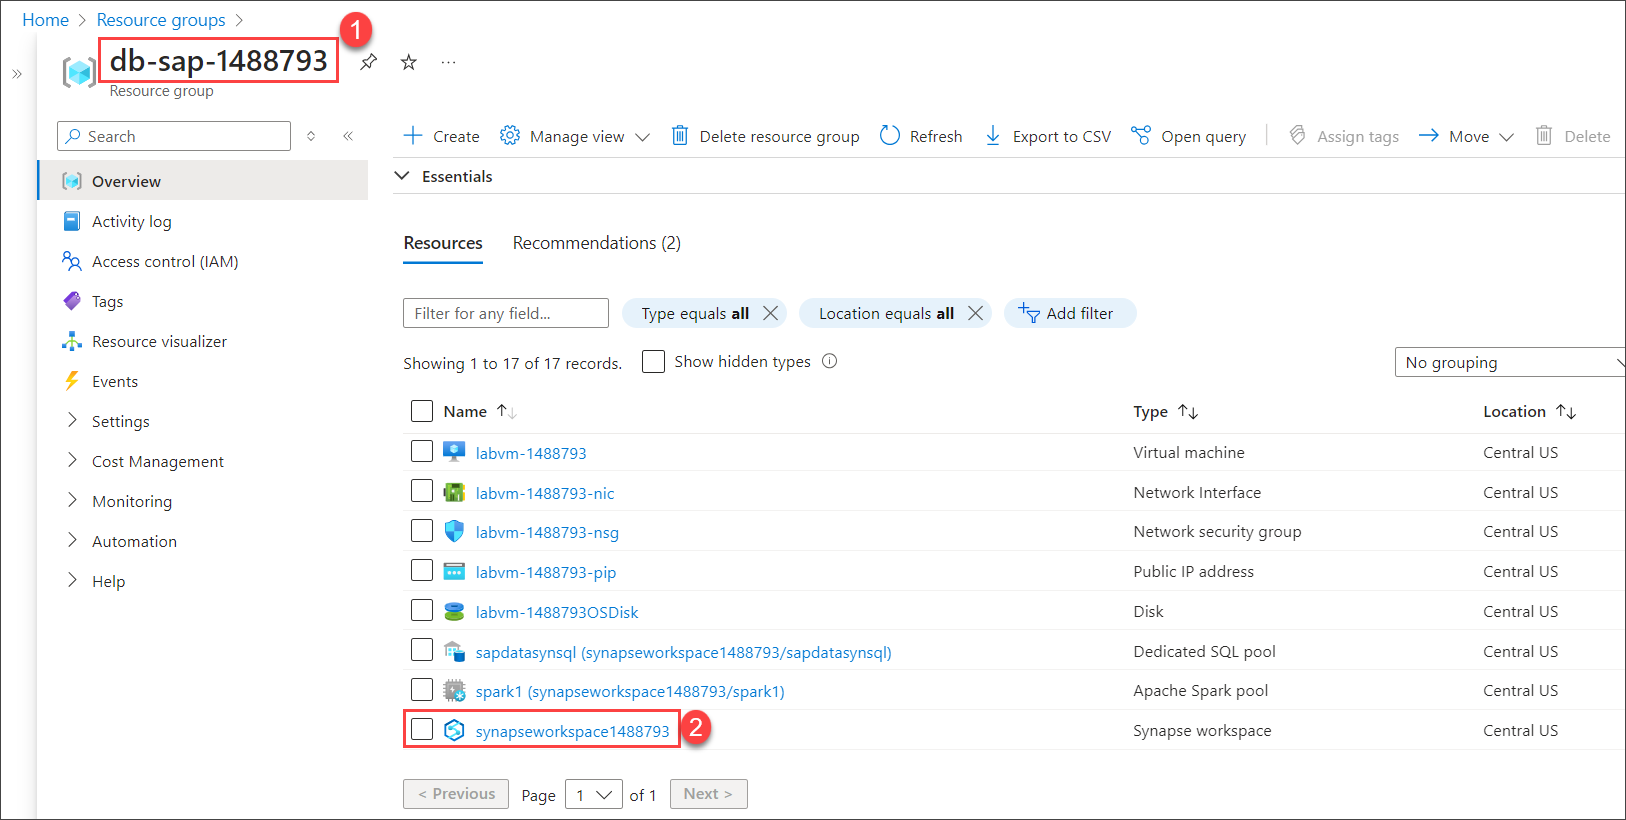 Home > Resource groups >
1
db-sap-1488793
...
Resource group
Search
Overview
Activity log
Access control (IAM)
Tags
Resource visualizer
Events
Settings
Cost Management
Monitoring
Automation
Help
Create Manage view Delete resource group Refresh Export to CSV Open query Assign tags Move Delete
Essentials
Resources Recommendations (2)
Filter for any field... Type equals all Location equals all Add filter
Showing 1 to 17 of 17 records. Show hidden types
No grouping
Name Type Location
labvm-1488793 Virtual machine Central US
labvm-1488793-nic Network Interface Central US
labvm-1488793-nsg Network security group Central US
labvm-1488793-pip Public IP address Central US
labvm-1488793OSDisk Disk Central US
sapdatasynsql (synapseworkspace1488793/sapdatasynsql) Dedicated SQL pool Central US
spark1 (synapseworkspace1488793/spark1) Apache Spark pool Central US
synapseworkspace1488793 2 Synapse workspace Central US
< Previous Page 1 of 1 Next >